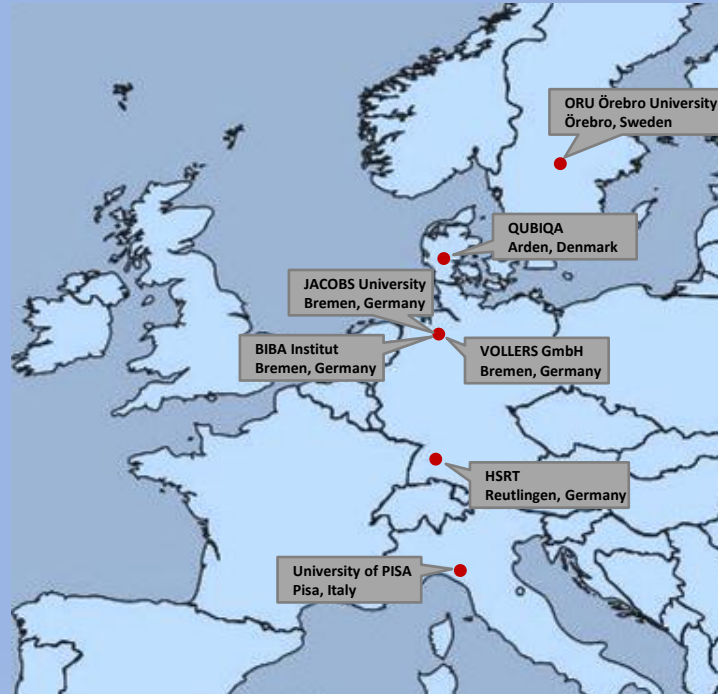 ORU Örebro University
Örebro, Sweden
QUBIQA
Arden, Denmark
JACOBS University
Bremen, Germany
BIBA Institut
Bremen, Germany
VOLLERS GmbH
Bremen, Germany
HSRT
Reutlingen, Germany
University of PISA
Pisa, Italy